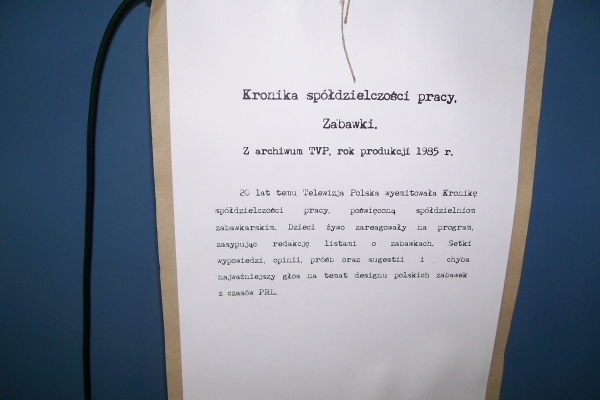 Kronika spółdzielczości pracy.
Zabawki.
Z archiwum TVP, rok produkcji 1985 r.
20 lat temu Telewizja Polska wyemitowała Kronikę
spółdzielczości pracy, poświęconą spółdzielniom
zabawkarskim. Dzieci żywo zareagowały na program,
zasypując redakcję listami o zabawkach. Setki
wypowiedzi, opinii, próśb oraz sugestii i chyba
najważniejszy głos na temat designu polskich zabawek
z czasów PRL.